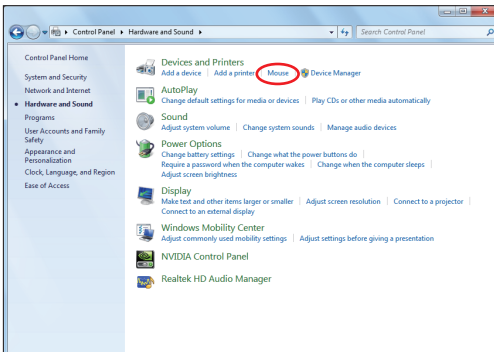 Control Panel ▸ Hardware and Sound ▸
Search Control Panel
Control Panel Home
System and Security
Network and Internet
Hardware and Sound
Programs
User Accounts and Family
Safety
Appearance and
Personalization
Clock, Language, and Region
Ease of Access
Devices and Printers
Add a device | Add a printer | Mouse | Device Manager
AutoPlay
Change default settings for media or devices | Play CDs or other media automatically
Sound
Adjust system volume | Change system sounds | Manage audio devices
Power Options
Change battery settings | Change what the power buttons do |
Require a password when the computer wakes | Change when the computer sleeps |
Adjust screen brightness
Display
Make text and other items larger or smaller | Adjust screen resolution | Connect to a projector |
Connect to an external display
Windows Mobility Center
Adjust commonly used mobility settings | Adjust settings before giving a presentation
NVIDIA Control Panel
Realtek HD Audio Manager